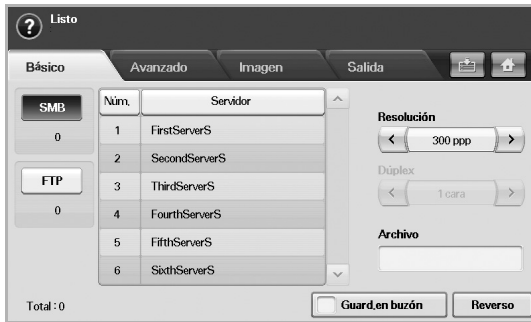 Listo
Básico Avanzado Imagen Salida
SMB
0
FTP
0
Núm. Servidor
1 FirstServerS
2 SecondServerS
3 ThirdServerS
4 FourthServerS
5 FifthServerS
6 SixthServerS
Resolución
300 ppp
Dúplex
1 cara
Archivo
Total : 0
Guard.en buzón
Reverso